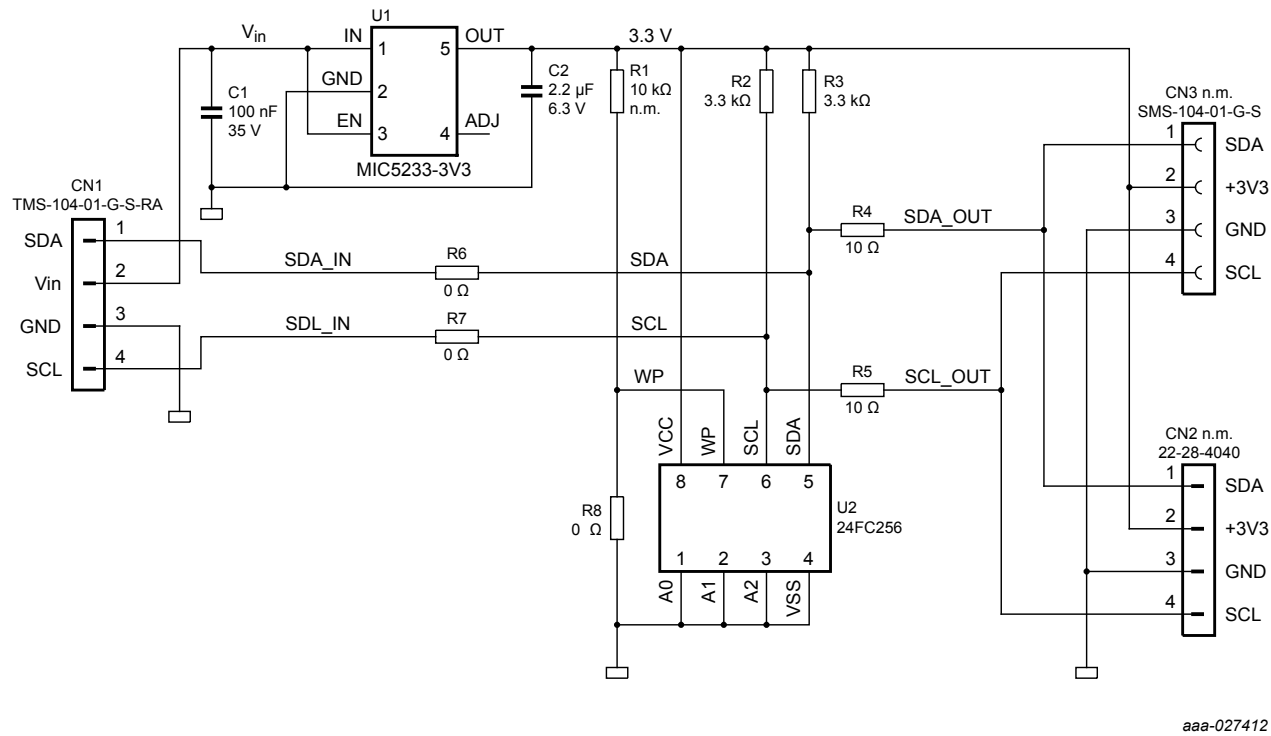 U1
Vin
IN
1
5
OUT
3.3 V
GND
2
EN
3
4
ADJ
MIC5233-3V3
C1
100 nF
35 V
C2
2.2 µF
6.3 V
R1
10 kΩ
n.m.
R2
3.3 kΩ
R3
3.3 kΩ
CN3 n.m.
SMS-104-01-G-S
1
SDA
2
+3V3
3
GND
4
SCL
CN1
TMS-104-01-G-S-RA
SDA
1
Vin
2
GND
3
SCL
4
SDA_IN
R6
0 Ω
SDA
SDL_IN
R7
0 Ω
SCL
R4
10 Ω
SDA_OUT
R5
10 Ω
SCL_OUT
WP
VCC
WP
SCL
SDA
8
7
6
5
U2
24FC256
1
2
3
4
A0
A1
A2
VSS
R8
0 Ω
CN2 n.m.
22-28-4040
1
SDA
2
+3V3
3
GND
4
SCL
aaa-027412